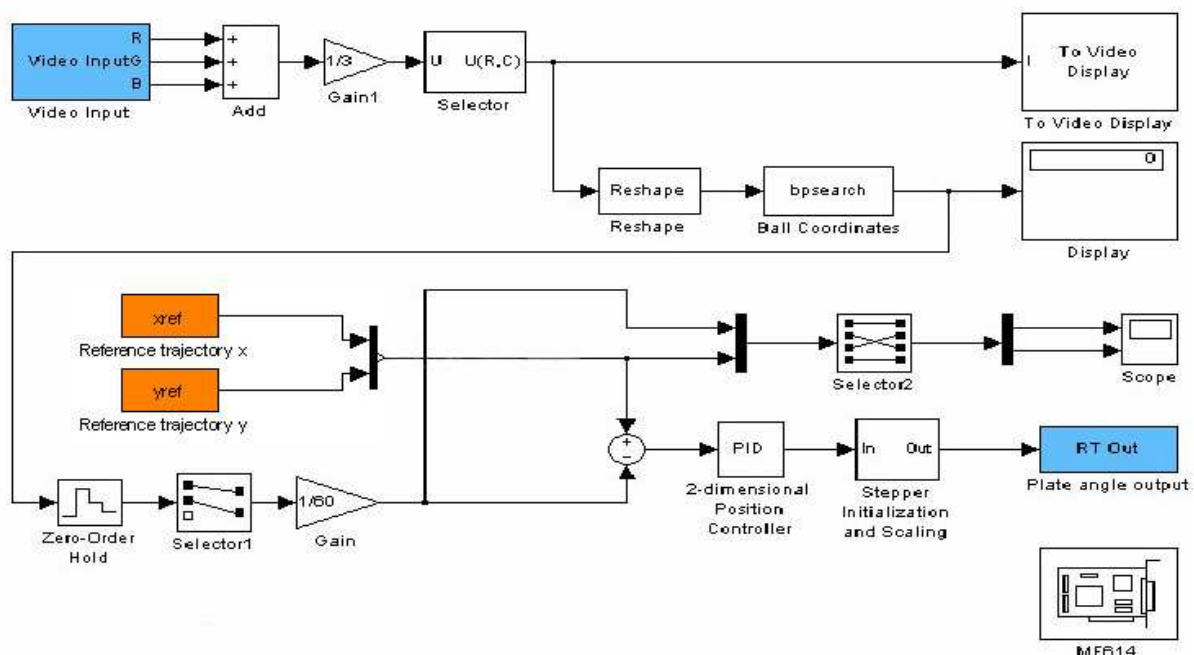 R
Video Input G
B
Video Input
+
+
+
Add
1/3
Gain1
U U(R,C)
Selector
I
To Video
Display
To Video Display
Reshape
Reshape
bpsearch
Ball Coordinates
0
Display
xref
Reference trajectory x
yref
Reference trajectory y
Selector2
Scope
Zero-Order
Hold
Selector1
1/60
Gain
+
−
PID
2-dimensional
Position
Controller
In Out
Stepper
Initialization
and Scaling
RT Out
Plate angle output
MF614